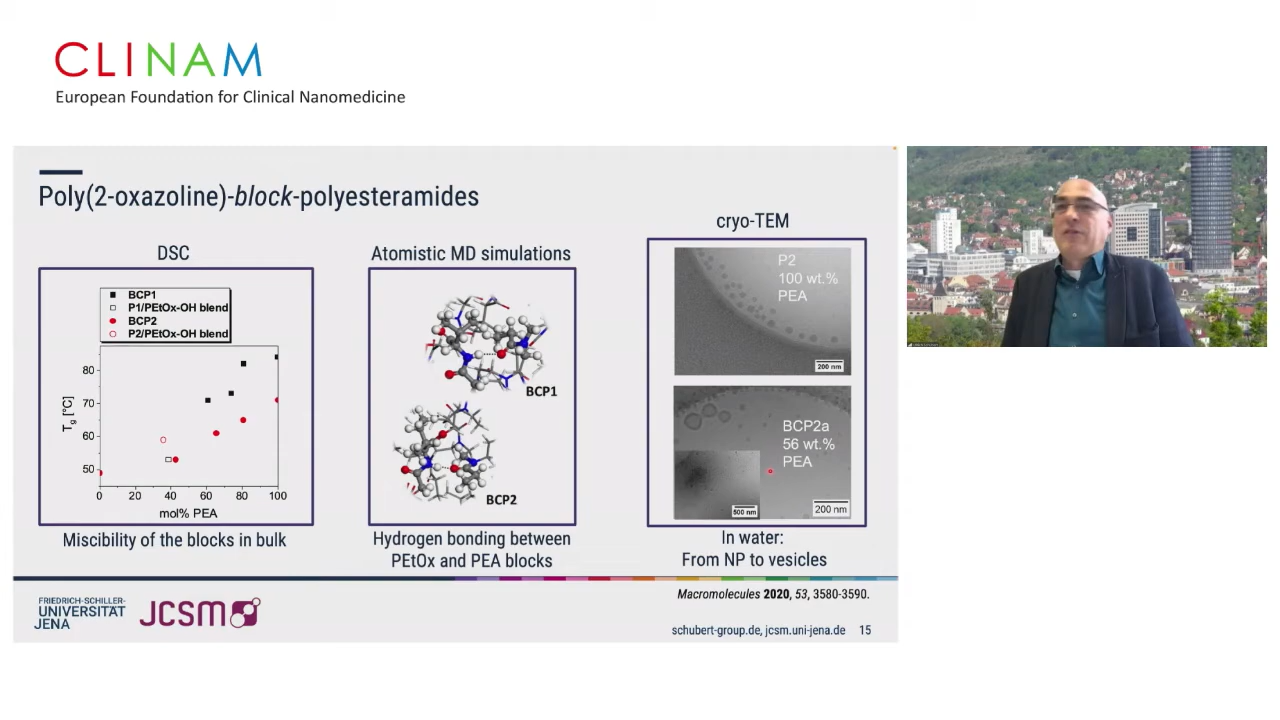 CLINAM
European Foundation for Clinical Nanomedicine
Poly(2-oxazoline)-block-polyesteramides
DSC
BCP1
P1/PEtOx-OH blend
BCP2
P2/PEtOx-OH blend
Tg [°C]
80
70
60
50
0 20 40 60 80 100
mol% PEA
Miscibility of the blocks in bulk
Atomistic MD simulations
BCP1
BCP2
Hydrogen bonding between
PEtOx and PEA blocks
cryo-TEM
P2
100 wt.%
PEA
200 nm
BCP2a
56 wt.%
PEA
500 nm
200 nm
In water:
From NP to vesicles
Macromolecules 2020, 53, 3580-3590.
FRIEDRICH-SCHILLER-
UNIVERSITÄT
JENA
JCSM
schubert-group.de, jcsm.uni-jena.de 15